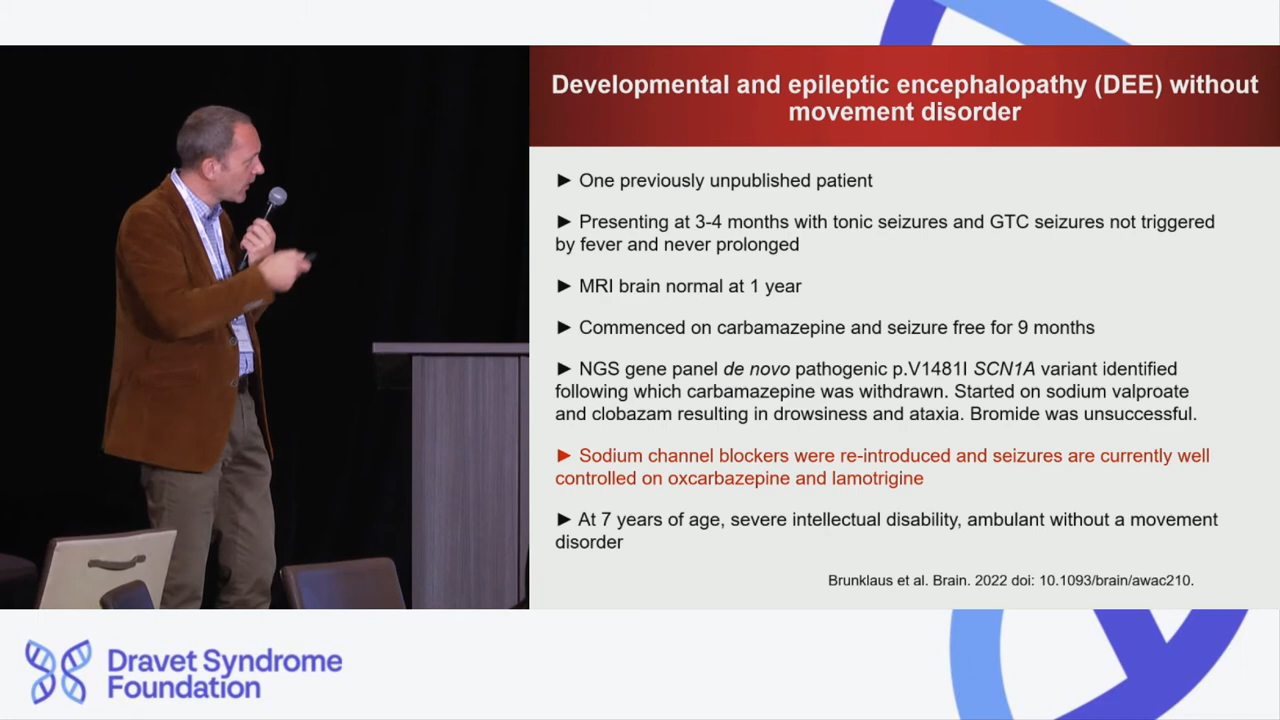 Developmental and epileptic encephalopathy (DEE) without
movement disorder
► One previously unpublished patient
► Presenting at 3-4 months with tonic seizures and GTC seizures not triggered
by fever and never prolonged
► MRI brain normal at 1 year
► Commenced on carbamazepine and seizure free for 9 months
► NGS gene panel de novo pathogenic p.V1481I SCN1A variant identified
following which carbamazepine was withdrawn. Started on sodium valproate
and clobazam resulting in drowsiness and ataxia. Bromide was unsuccessful.
► Sodium channel blockers were re-introduced and seizures are currently well
controlled on oxcarbazepine and lamotrigine
► At 7 years of age, severe intellectual disability, ambulant without a movement
disorder
Brunklaus et al. Brain. 2022 doi: 10.1093/brain/awac210.
Dravet Syndrome
Foundation